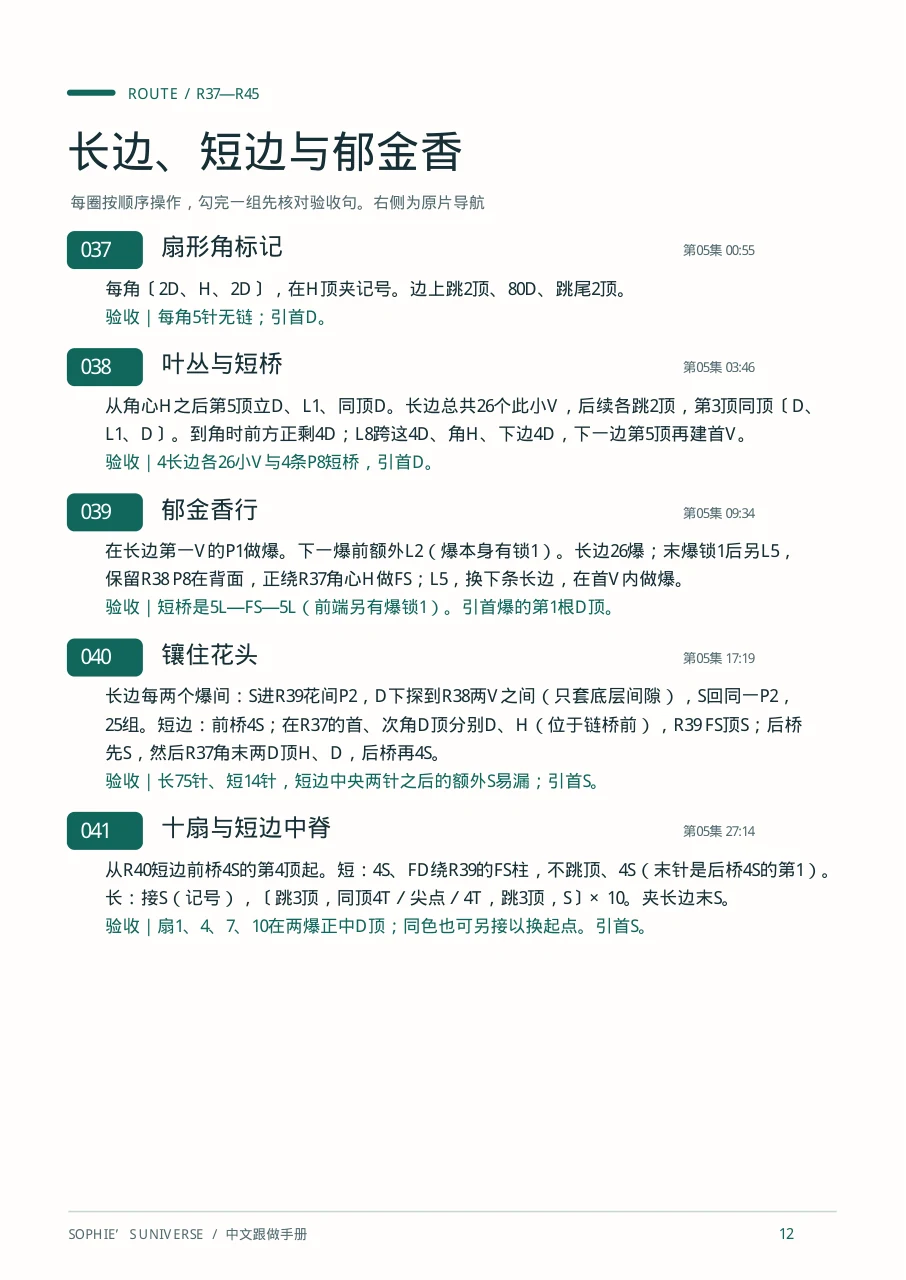 ROUTE / R37—R45
长边、短边与郁金香
每圈按顺序操作，勾完一组先核对验收句。右侧为原片导航
037 扇形角标记 第05集 00:55
每角〔2D、H、2D〕，在H顶夹记号。边上跳2顶、80D、跳尾2顶。
验收 | 每角5针无链；引首D。
038 叶丛与短桥 第05集 03:46
从角心H之后第5顶立D、L1、同顶D。长边总共26个此小V，后续各跳2顶，第3顶同顶〔D、
L1、D〕。到角时前方正剩4D；L8跨这4D、角H、下边4D，下一边第5顶再建首V。
验收 | 4长边各26小V与4条P8短桥，引首D。
039 郁金香行 第05集 09:34
在长边第一V的P1做爆。下一爆前额外L2（爆本身有锁1）。长边26爆；末爆锁1后另L5，
保留R38 P8在背面，正绕R37角心H做FS；L5，换下条长边，在首V内做爆。
验收 | 短桥是5L—FS—5L（前端另有爆锁1）。引首爆的第1根D顶。
040 镶住花头 第05集 17:19
长边每两个爆间：S进R39花间P2，D下探到R38两V之间（只套底层间隙），S回同一P2，
25组。短边：前桥4S；在R37的首、次角D顶分别D、H（位于链桥前），R39 FS顶S；后桥
先S，然后R37角末两D顶H、D，后桥再4S。
验收 | 长75针、短14针，短边中央两针之后的额外S易漏；引首S。
041 十扇与短边中脊 第05集 27:14
从R40短边前桥4S的第4顶起。短：4S、FD绕R39的FS柱，不跳顶、4S（末针是后桥4S的第1）。
长：接S（记号），〔跳3顶，同顶4T / 尖点 / 4T，跳3顶，S〕× 10。夹长边末S。
验收 | 扇1、4、7、10在两爆正中D顶；同色也可另接以换起点。引首S。
SOPHIE’ S UNIVERSE / 中文跟做手册 12